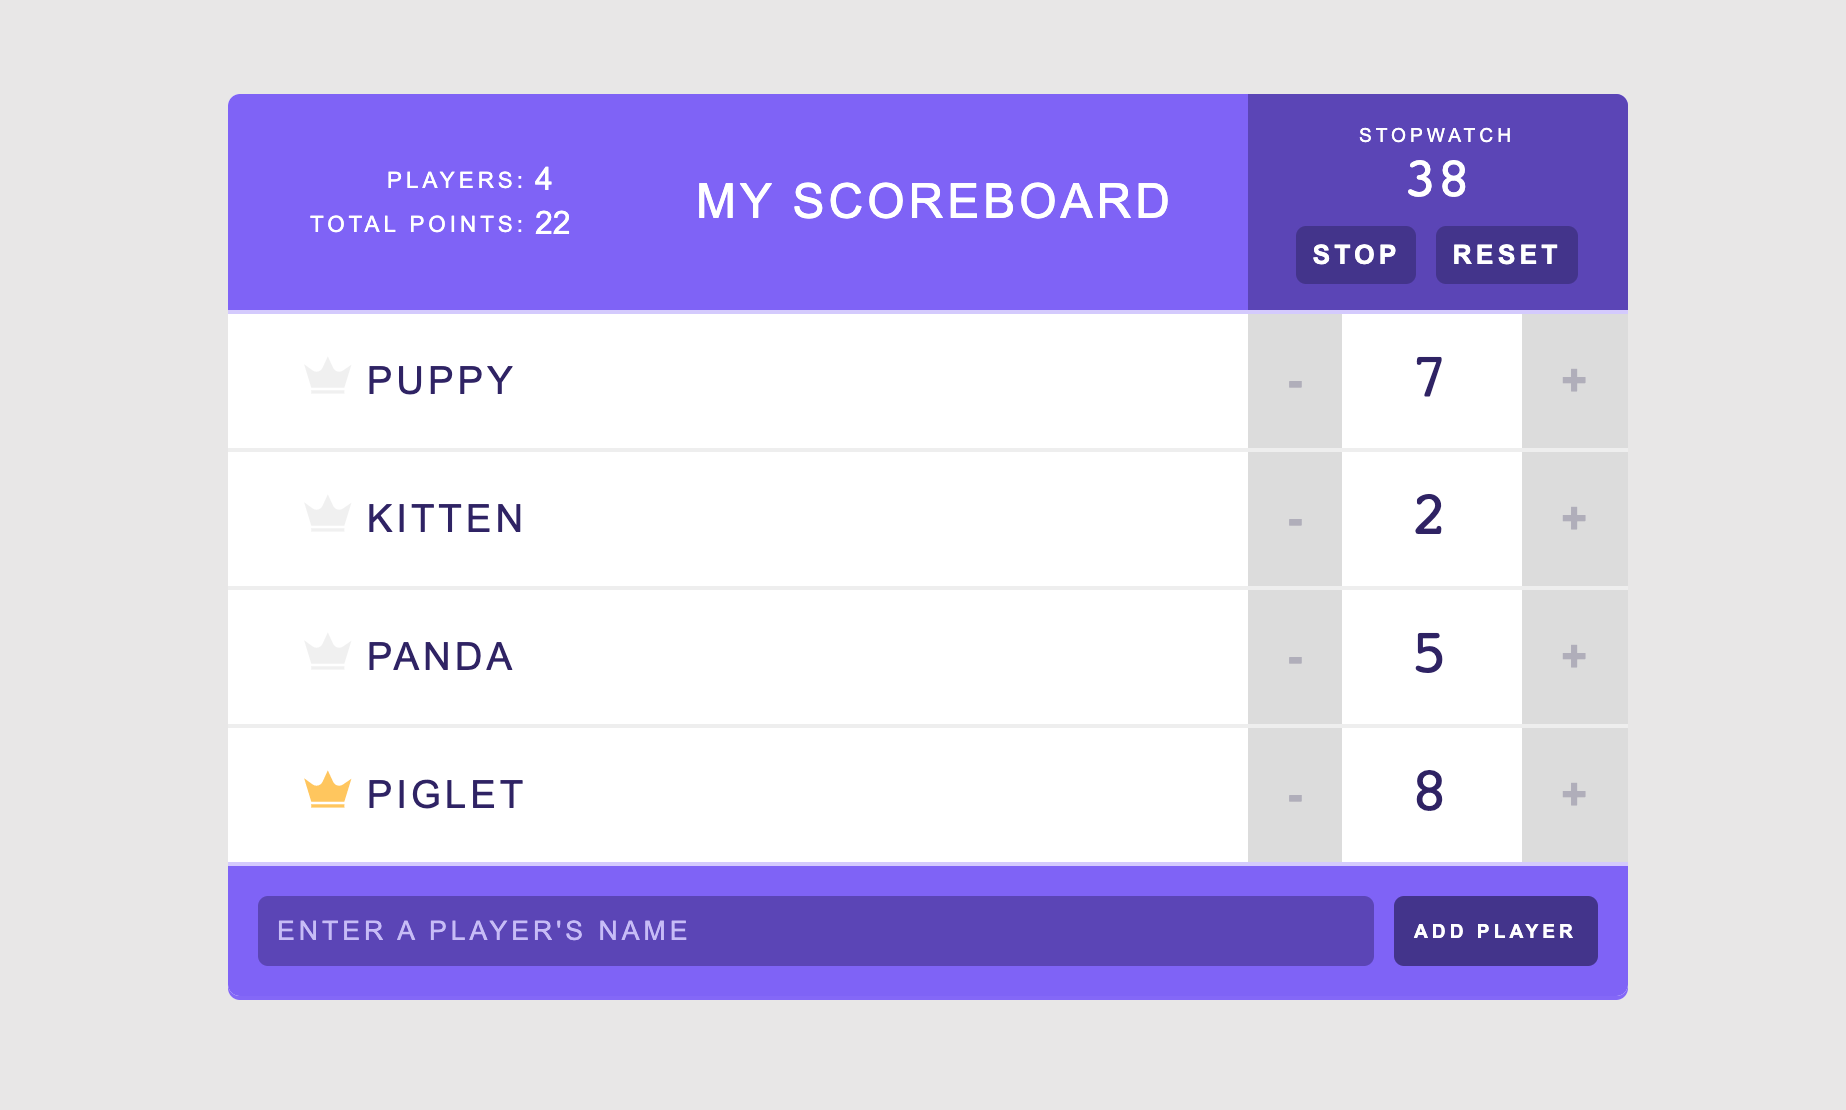 PLAYERS: 4
TOTAL POINTS: 22
MY SCOREBOARD
STOPWATCH
38
STOP RESET
PUPPY - 7 +
KITTEN - 2 +
PANDA - 5 +
PIGLET - 8 +
ENTER A PLAYER'S NAME ADD PLAYER